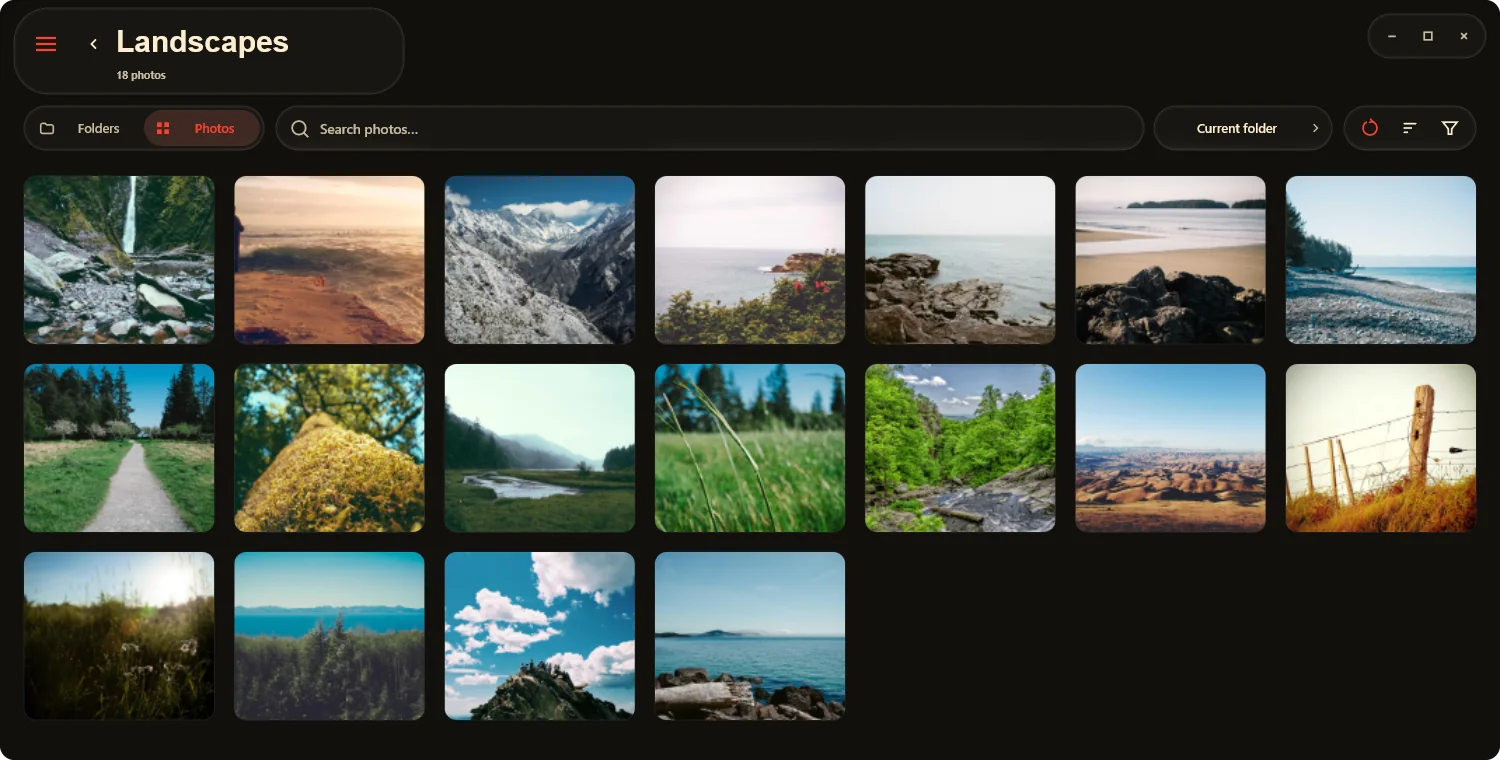 Landscapes
18 photos
Folders
Photos
Search photos...
Current folder